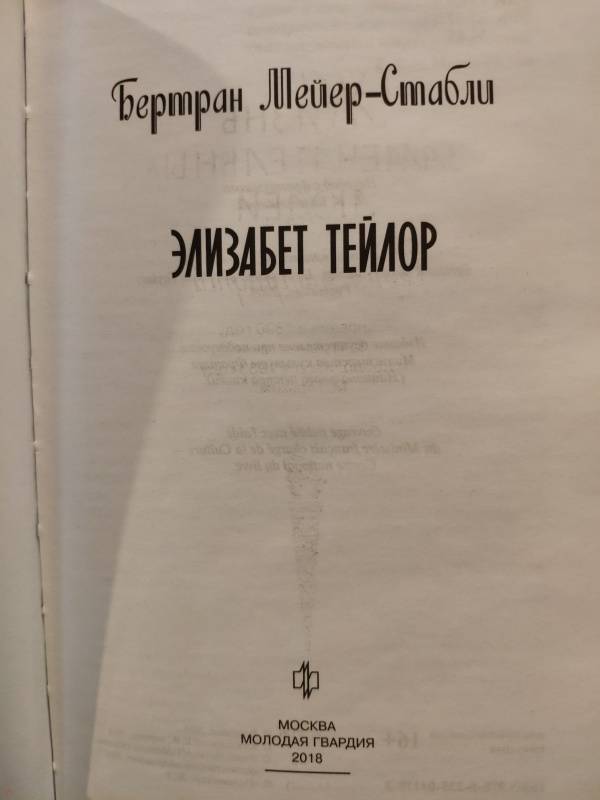 Бертран Мейер-Стабли
ЭЛИЗАБЕТ ТЕЙЛОР
МОСКВА
МОЛОДАЯ ГВАРДИЯ
2018